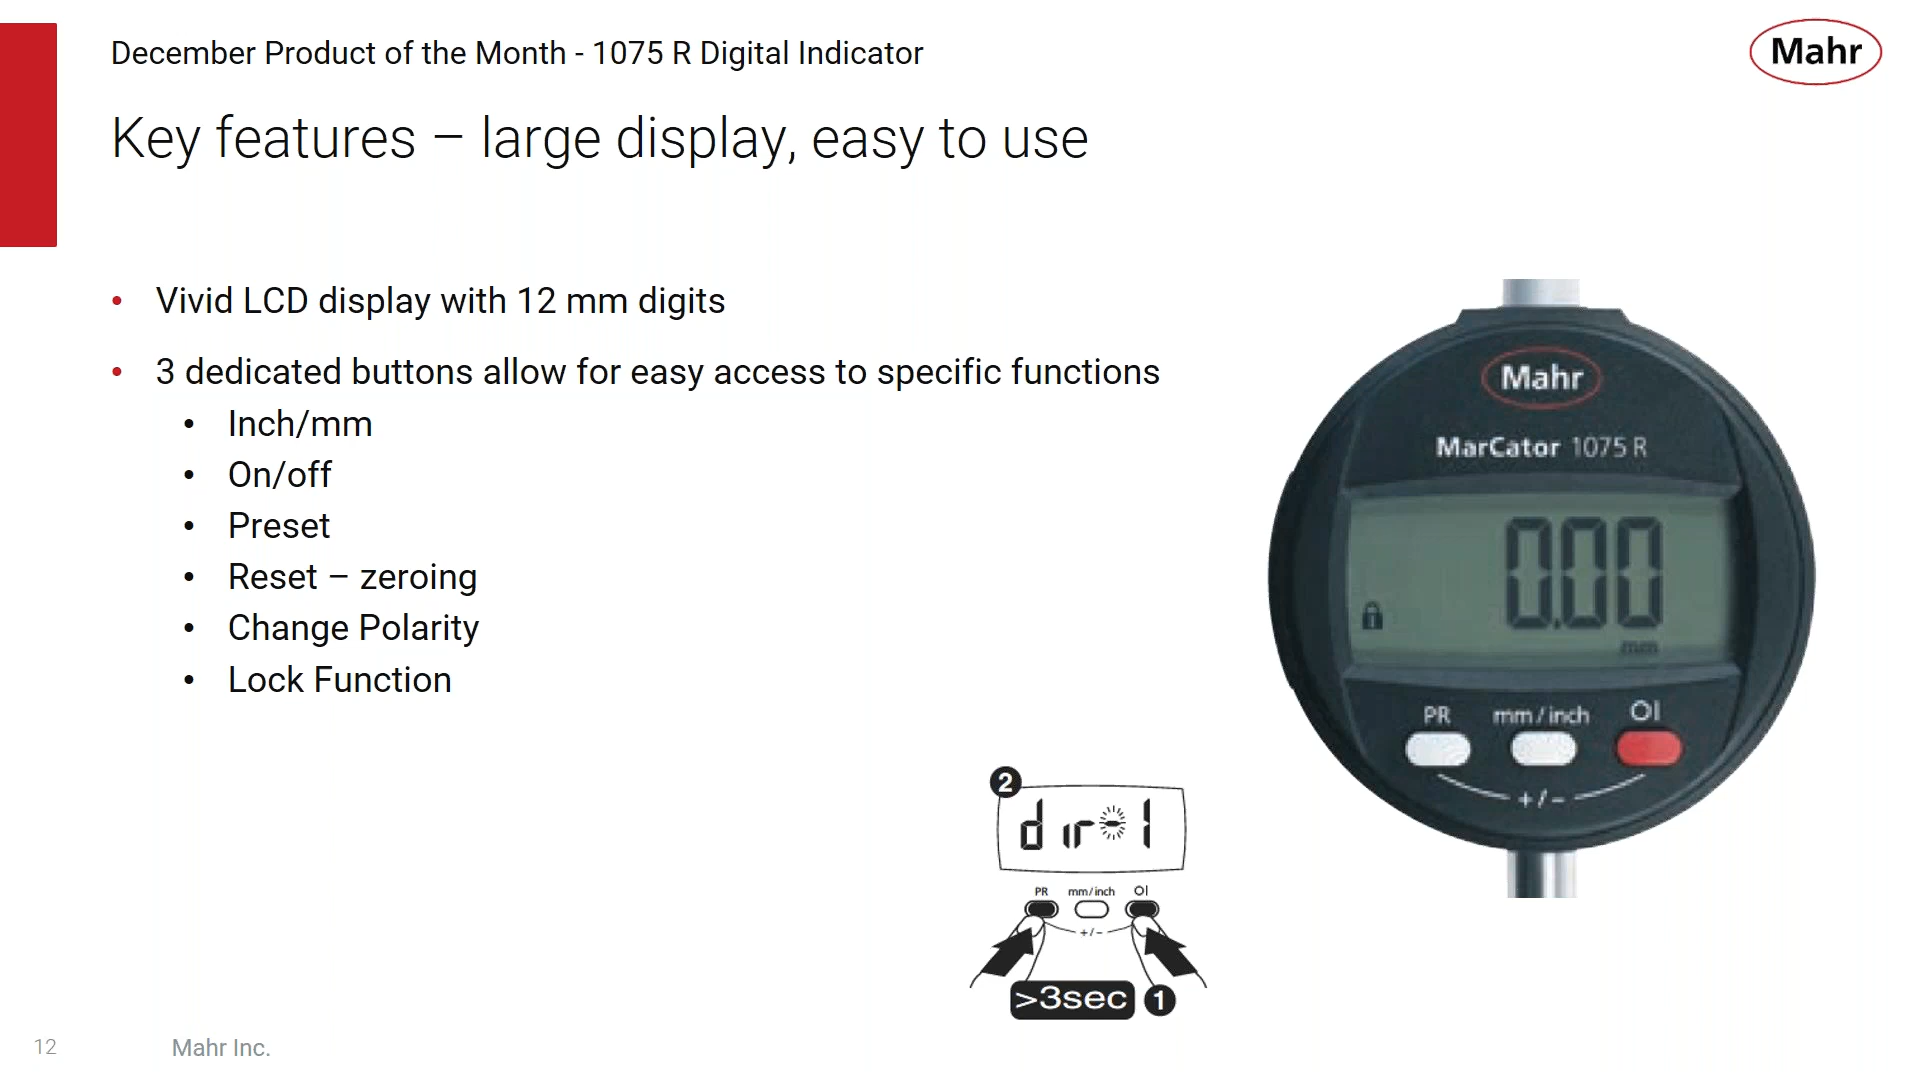 December Product of the Month - 1075 R Digital Indicator
Mahr
Key features – large display, easy to use
• Vivid LCD display with 12 mm digits
• 3 dedicated buttons allow for easy access to specific functions
• Inch/mm
• On/off
• Preset
• Reset – zeroing
• Change Polarity
• Lock Function
Mahr
MarCator 1075 R
0.00
mm
PR mm/inch OI
+/-
2
dir-1
PR mm/inch OI
+/-
>3sec 1
12 Mahr Inc.